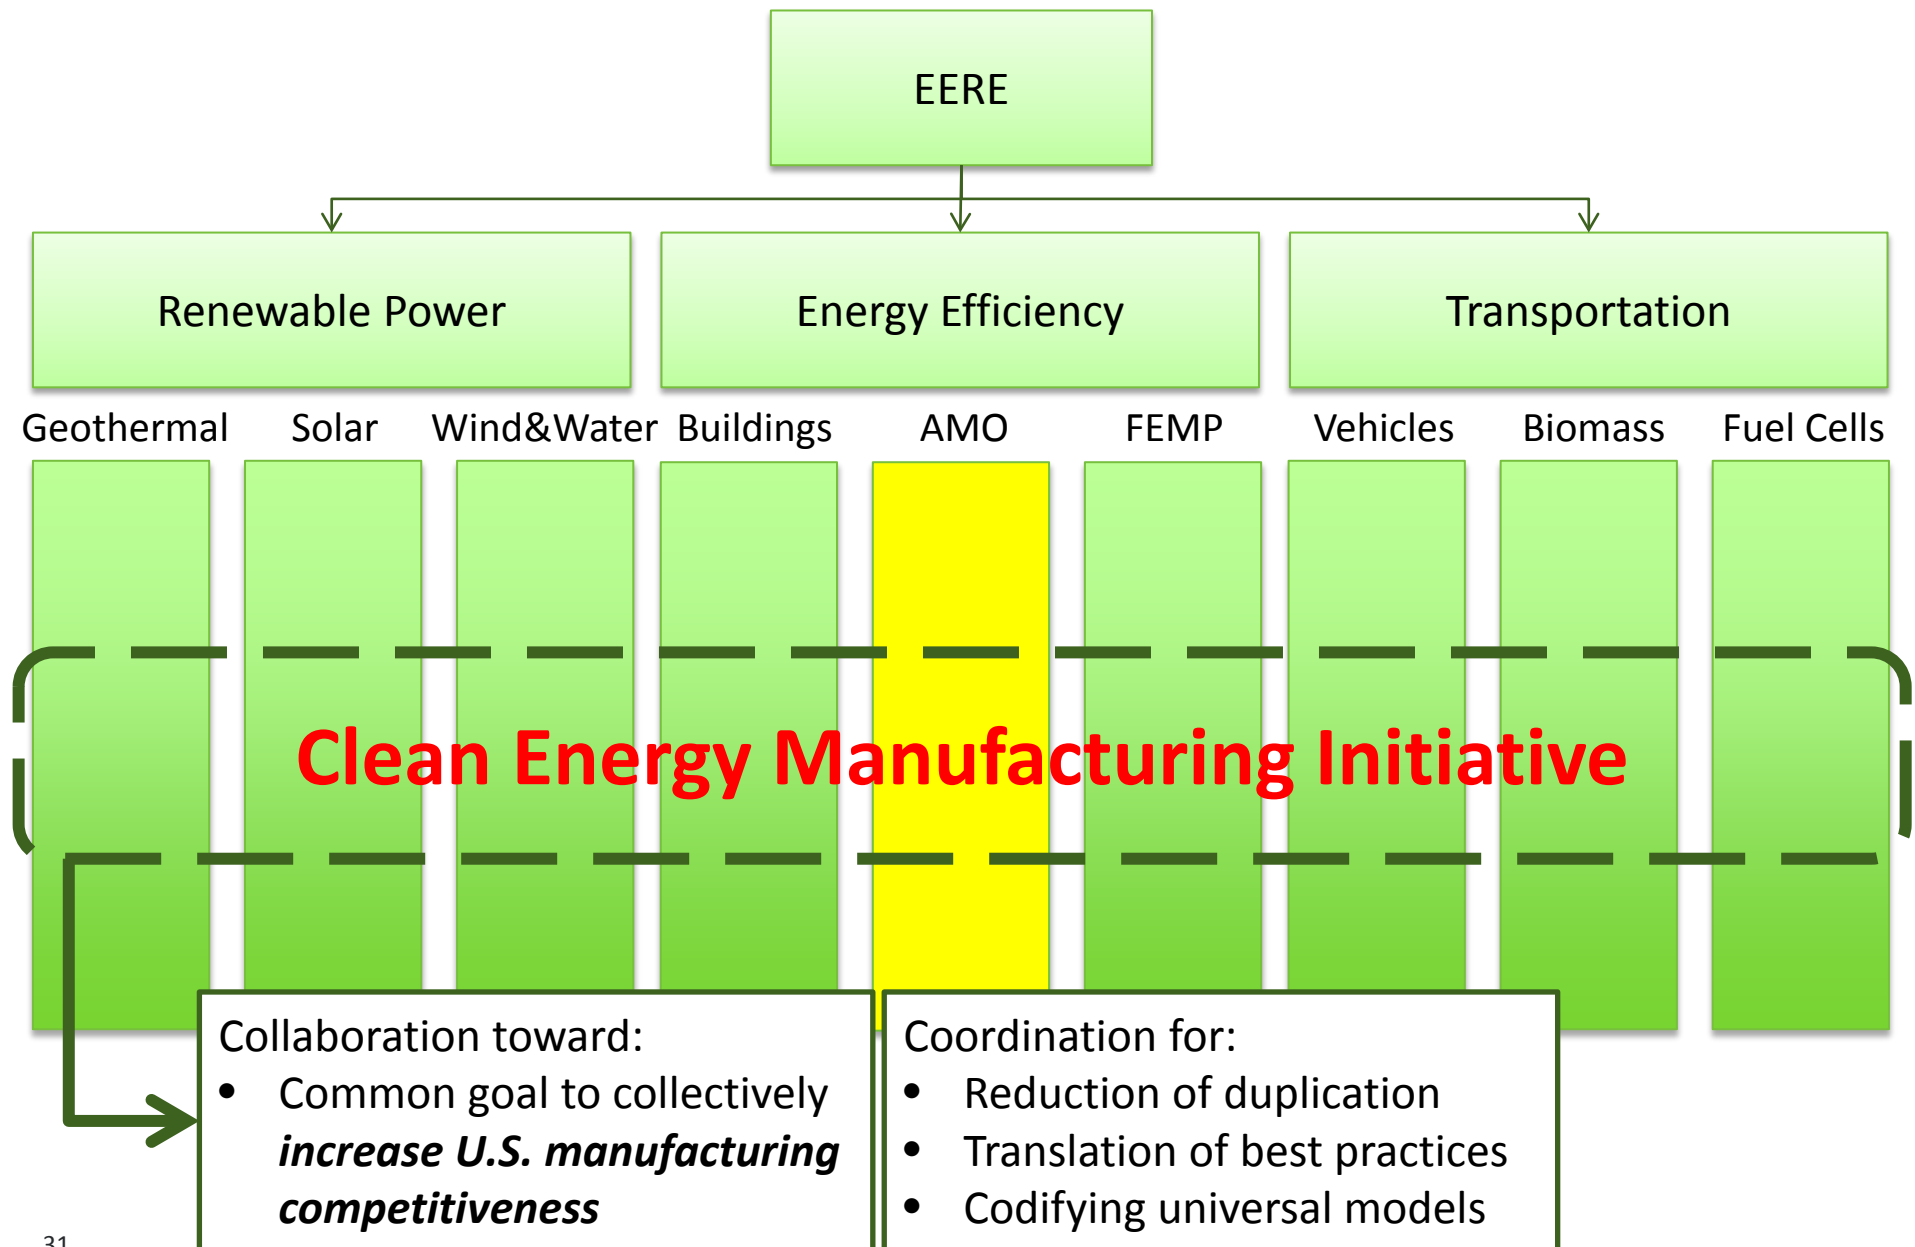 EERE
Renewable Power
Energy Efficiency
Transportation
Geothermal
Solar
Wind&Water
Buildings
AMO
FEMP
Vehicles
Biomass
Fuel Cells
Clean Energy Manufacturing Initiative
Collaboration toward:
• Common goal to collectively
increase U.S. manufacturing
competitiveness
Coordination for:
• Reduction of duplication
• Translation of best practices
• Codifying universal models
31